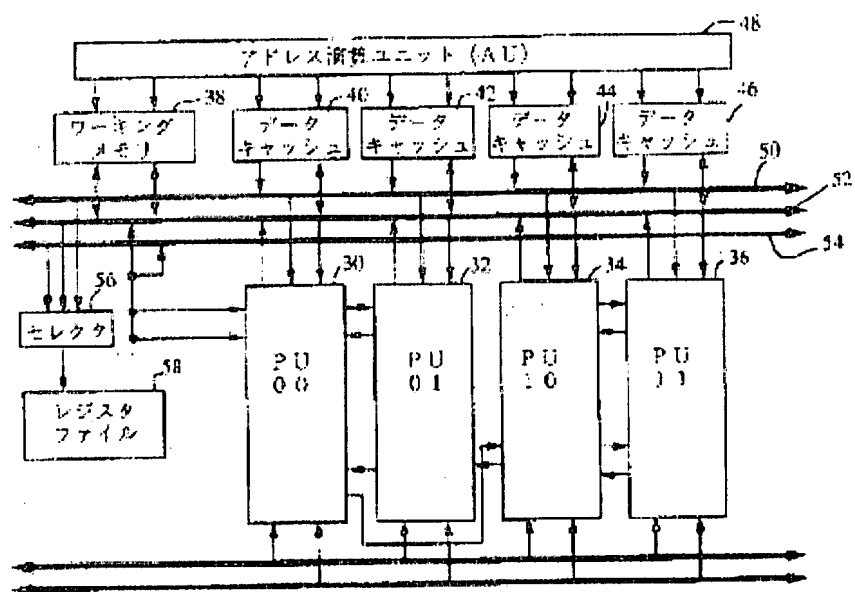 48
アドレス演算ユニット(AU)
38
40
42
44
46
ワーキング
メモリ
データ
キャッシュ
データ
キャッシュ
データ
キャッシュ
データ
キャッシュ
50
52
54
56
30
32
34
36
セレクタ
58
レジスタ
ファイル
PU
00
PU
01
PU
10
PU
11